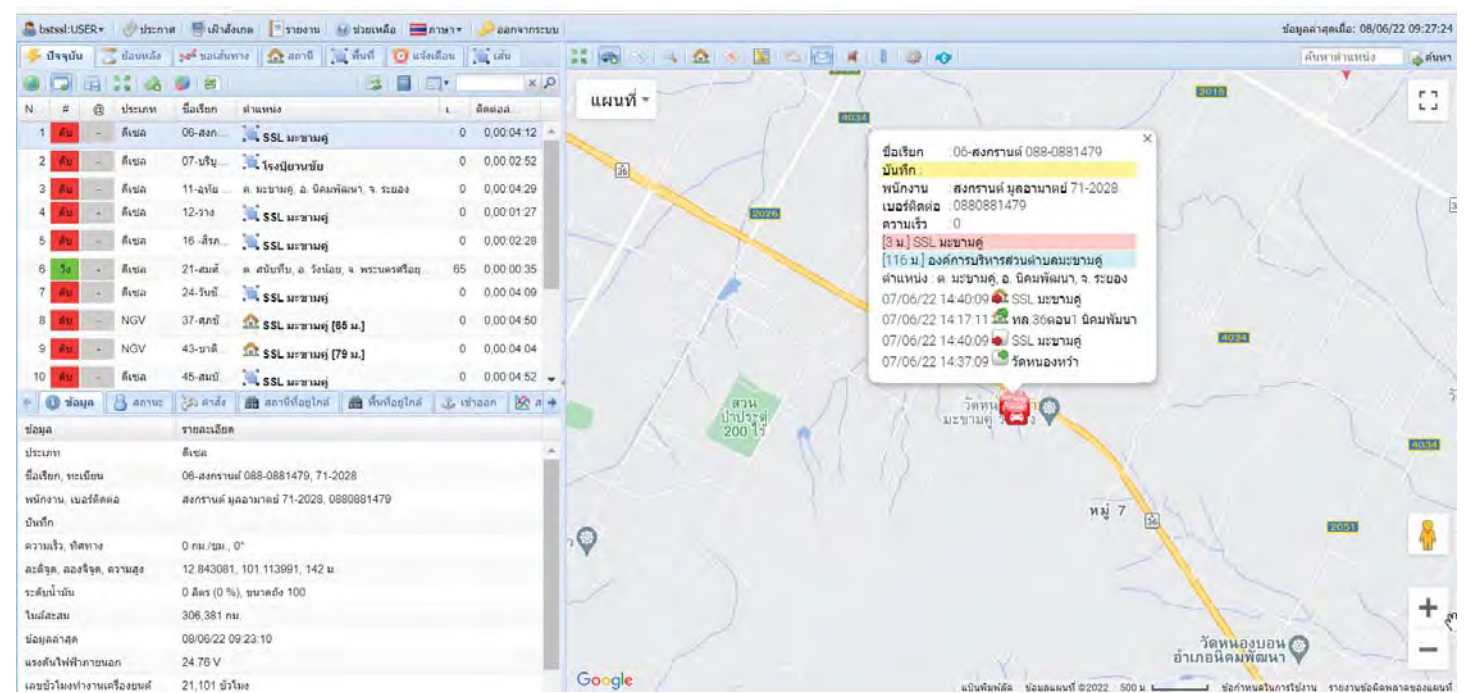 bstssl:USER ประกาศ เฝ้าสังเกต รายงาน ช่วยเหลือ ภาษา ออกจากระบบ ข้อมูลล่าสุดเมื่อ: 08/06/22 09:27:24
ปัจจุบัน ย้อนหลัง ขอเส้นทาง สถานี พื้นที่ แจ้งเตือน เส้น ค้นหาตำแหน่ง ค้นหา
N... # @ ประเภท ชื่อเรียก ตำแหน่ง เ... ติดต่อล่...
1 ดับ - ดีเซล 06-สงก... SSL มะขามคู่ 0 0,00:04:12
2 ดับ - ดีเซล 07-บริบู... โรงปุ๋ยวนชัย 0 0,00:02:52
3 ดับ - ดีเซล 11-อุทัย ... ต. มะขามคู่, อ. นิคมพัฒนา, จ. ระยอง 0 0,00:04:29
4 ดับ - ดีเซล 12-ว่าง SSL มะขามคู่ 0 0,00:01:27
5 ดับ - ดีเซล 16 -สิรภ... SSL มะขามคู่ 0 0,00:02:28
6 วิ่ง - ดีเซล 21-สมศั... ต. สนับทึบ, อ. วังน้อย, จ. พระนครศรีอยุ... 65 0,00:00:35
7 ดับ - ดีเซล 24-วันชั... SSL มะขามคู่ 0 0,00:04:09
8 ดับ - NGV 37-ศุภชั... SSL มะขามคู่ [65 ม.] 0 0,00:04:50
9 ดับ - NGV 43-ชาติ... SSL มะขามคู่ [79 ม.] 0 0,00:04:04
10 ดับ - ดีเซล 45-สมบั... SSL มะขามคู่ 0 0,00:04:52
ข้อมูล สถานะ คำสั่ง สถานีที่อยู่ใกล้ พื้นที่อยู่ใกล้ เข้าออก ส
ข้อมูล รายละเอียด
ประเภท ดีเซล
ชื่อเรียก, ทะเบียน 06-สงกรานต์ 088-0881479, 71-2028
พนักงาน, เบอร์ติดต่อ สงกรานต์ มูลอามาตย์ 71-2028, 0880881479
บันทึก
ความเร็ว, ทิศทาง 0 กม./ชม., 0°
ละติจูด, ลองจิจูด, ความสูง 12.843081, 101.113991, 142 ม
ระดับน้ำมัน 0 ลิตร (0 %), ขนาดถัง 100
ไมล์สะสม 306,381 กม.
ข้อมูลล่าสุด 08/06/22 09:23:10
แรงดันไฟฟ้าภายนอก 24.76 V
เลขชั่วโมงทำงานเครื่องยนต์ 21,101 ชั่วโมง
แผนที่
ชื่อเรียก :06-สงกรานต์ 088-0881479
บันทึก :
พนักงาน :สงกรานต์ มูลอามาตย์ 71-2028
เบอร์ติดต่อ :0880881479
ความเร็ว :0
[3 ม.] SSL มะขามคู่
[116 ม.] องค์การบริหารส่วนตำบลมะขามคู่
ตำแหน่ง : ต. มะขามคู่, อ. นิคมพัฒนา, จ. ระยอง
07/06/22 14:40:09 SSL มะขามคู่
07/06/22 14:17:11 ทล.36ตอน1 นิคมพัมนา
07/06/22 14:40:09 SSL มะขามคู่
07/06/22 14:37:09 วัดหนองหว้า
2015
4034
36
2026
4034
สวน
ป่าประดู่
200 ไร่
วัดหน
มะขามคู่
4034
หมู่ 7
36
2051
วัดหนองบอน
อำเภอนิคมพัฒนา
Google
แป้นพิมพ์ลัด ข้อมูลแผนที่ ©2022 500 ม. ข้อกำหนดในการใช้งาน รายงานข้อผิดพลาดของแผนที่